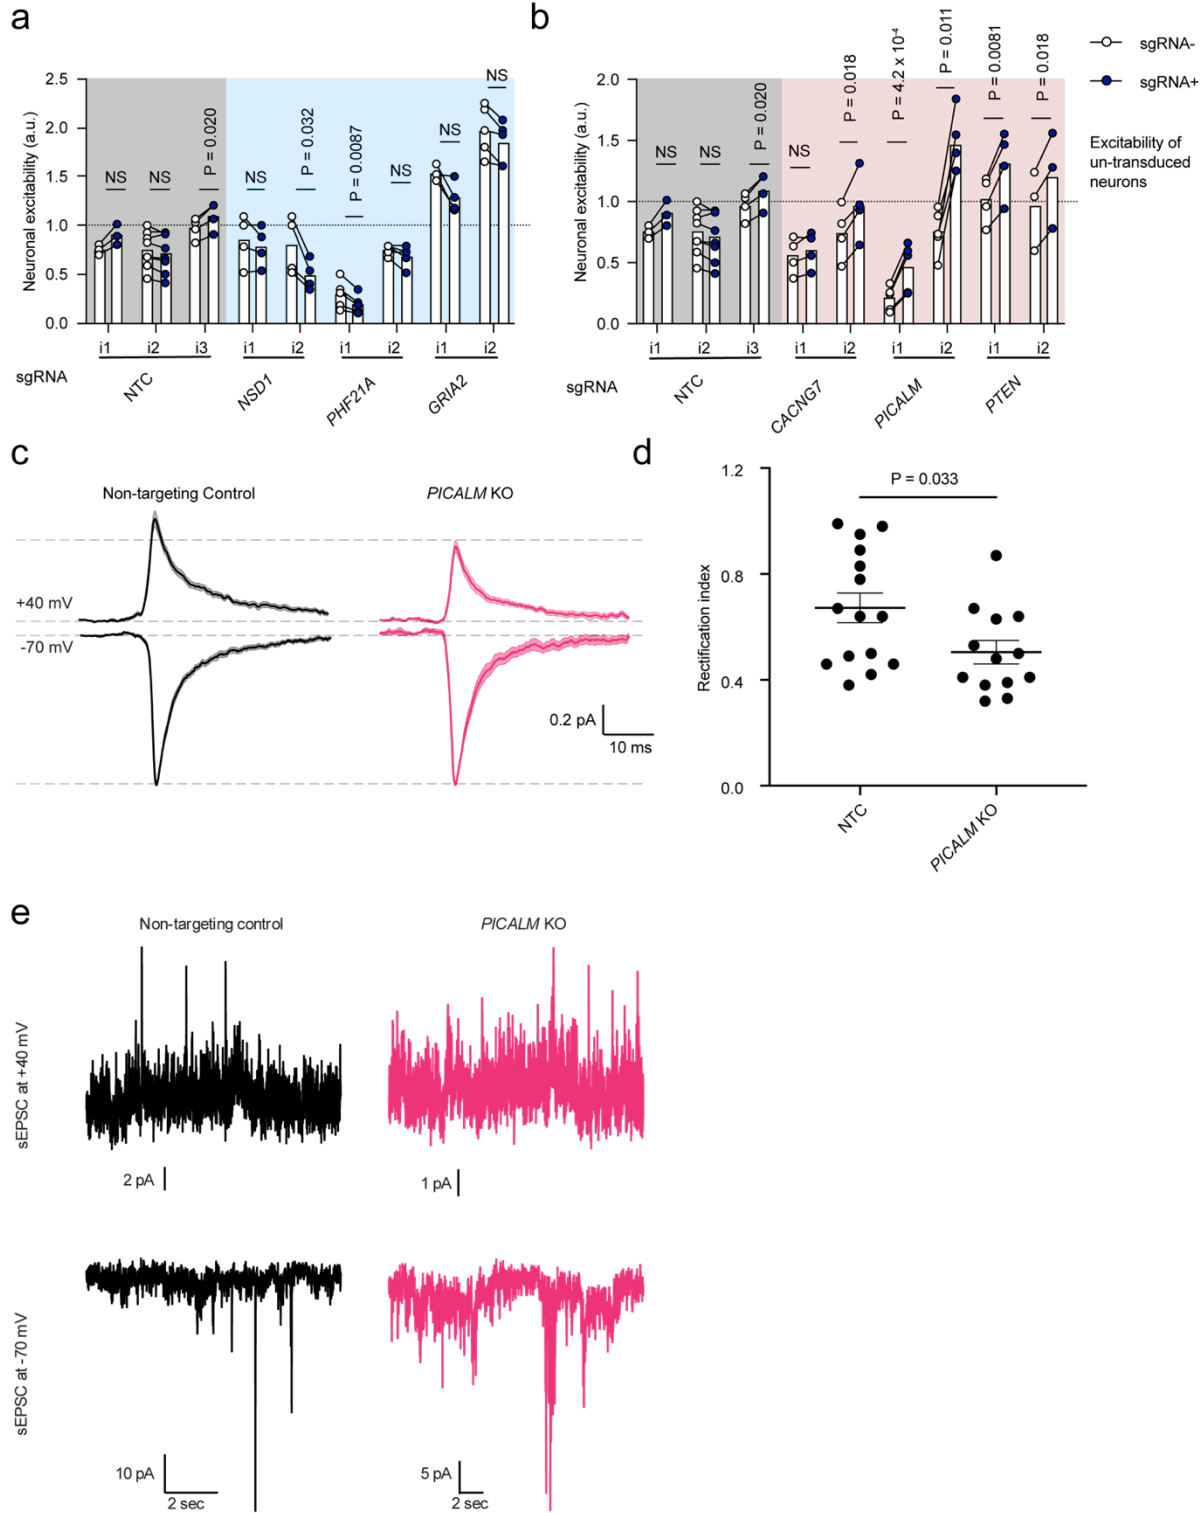 a
Neuronal excitability (a.u.)
2.5
2.0
1.5
1.0
0.5
0.0
NS
NS
P = 0.020
NS
P = 0.032
P = 0.0087
NS
NS
NS
i1 i2 i3 i1 i2 i1 i2 i1 i2
sgRNA
NTC
NSD1
PHF21A
GRIA2
b
Neuronal excitability (a.u.)
2.0
1.5
1.0
0.5
0.0
NS
NS
P = 0.020
NS
P = 0.018
P = 4.2 x 10-4
P = 0.011
P = 0.0081
P = 0.018
i1 i2 i3 i1 i2 i1 i2 i1 i2
sgRNA
NTC
CACNG7
PICALM
PTEN
sgRNA-
sgRNA+
Excitability of
un-transduced
neurons
c
Non-targeting Control
PICALM KO
+40 mV
-70 mV
0.2 pA
10 ms
d
Rectification index
1.2
0.8
0.4
0.0
P = 0.033
NTC
PICALM KO
e
Non-targeting control
PICALM KO
sEPSC at +40 mV
2 pA
1 pA
sEPSC at -70 mV
10 pA
2 sec
5 pA
2 sec